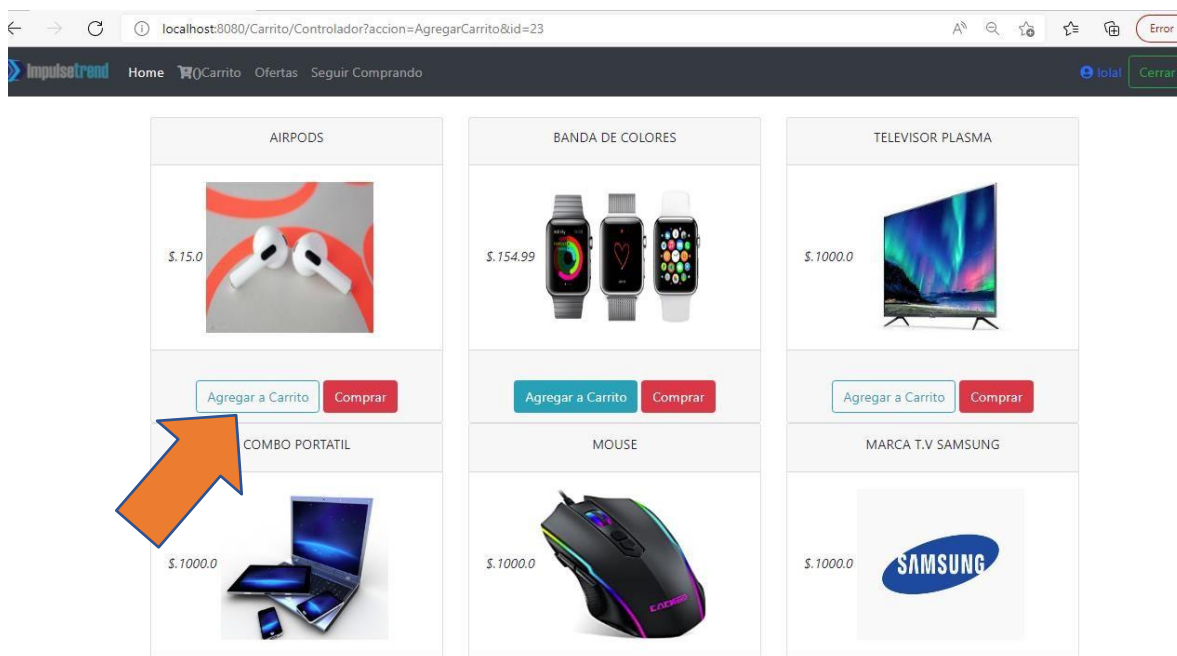 localhost:8080/Carrito/Controlador?accion=AgregarCarrito&id=23
Error
Impulsetrend Home ()Carrito Ofertas Seguir Comprando lolal Cerrar
AIRPODS BANDA DE COLORES TELEVISOR PLASMA
$.15.0 $.154.99 $.1000.0
Agregar a Carrito Comprar Agregar a Carrito Comprar Agregar a Carrito Comprar
COMBO PORTATIL MOUSE MARCA T.V SAMSUNG
$.1000.0 $.1000.0 $.1000.0
SAMSUNG